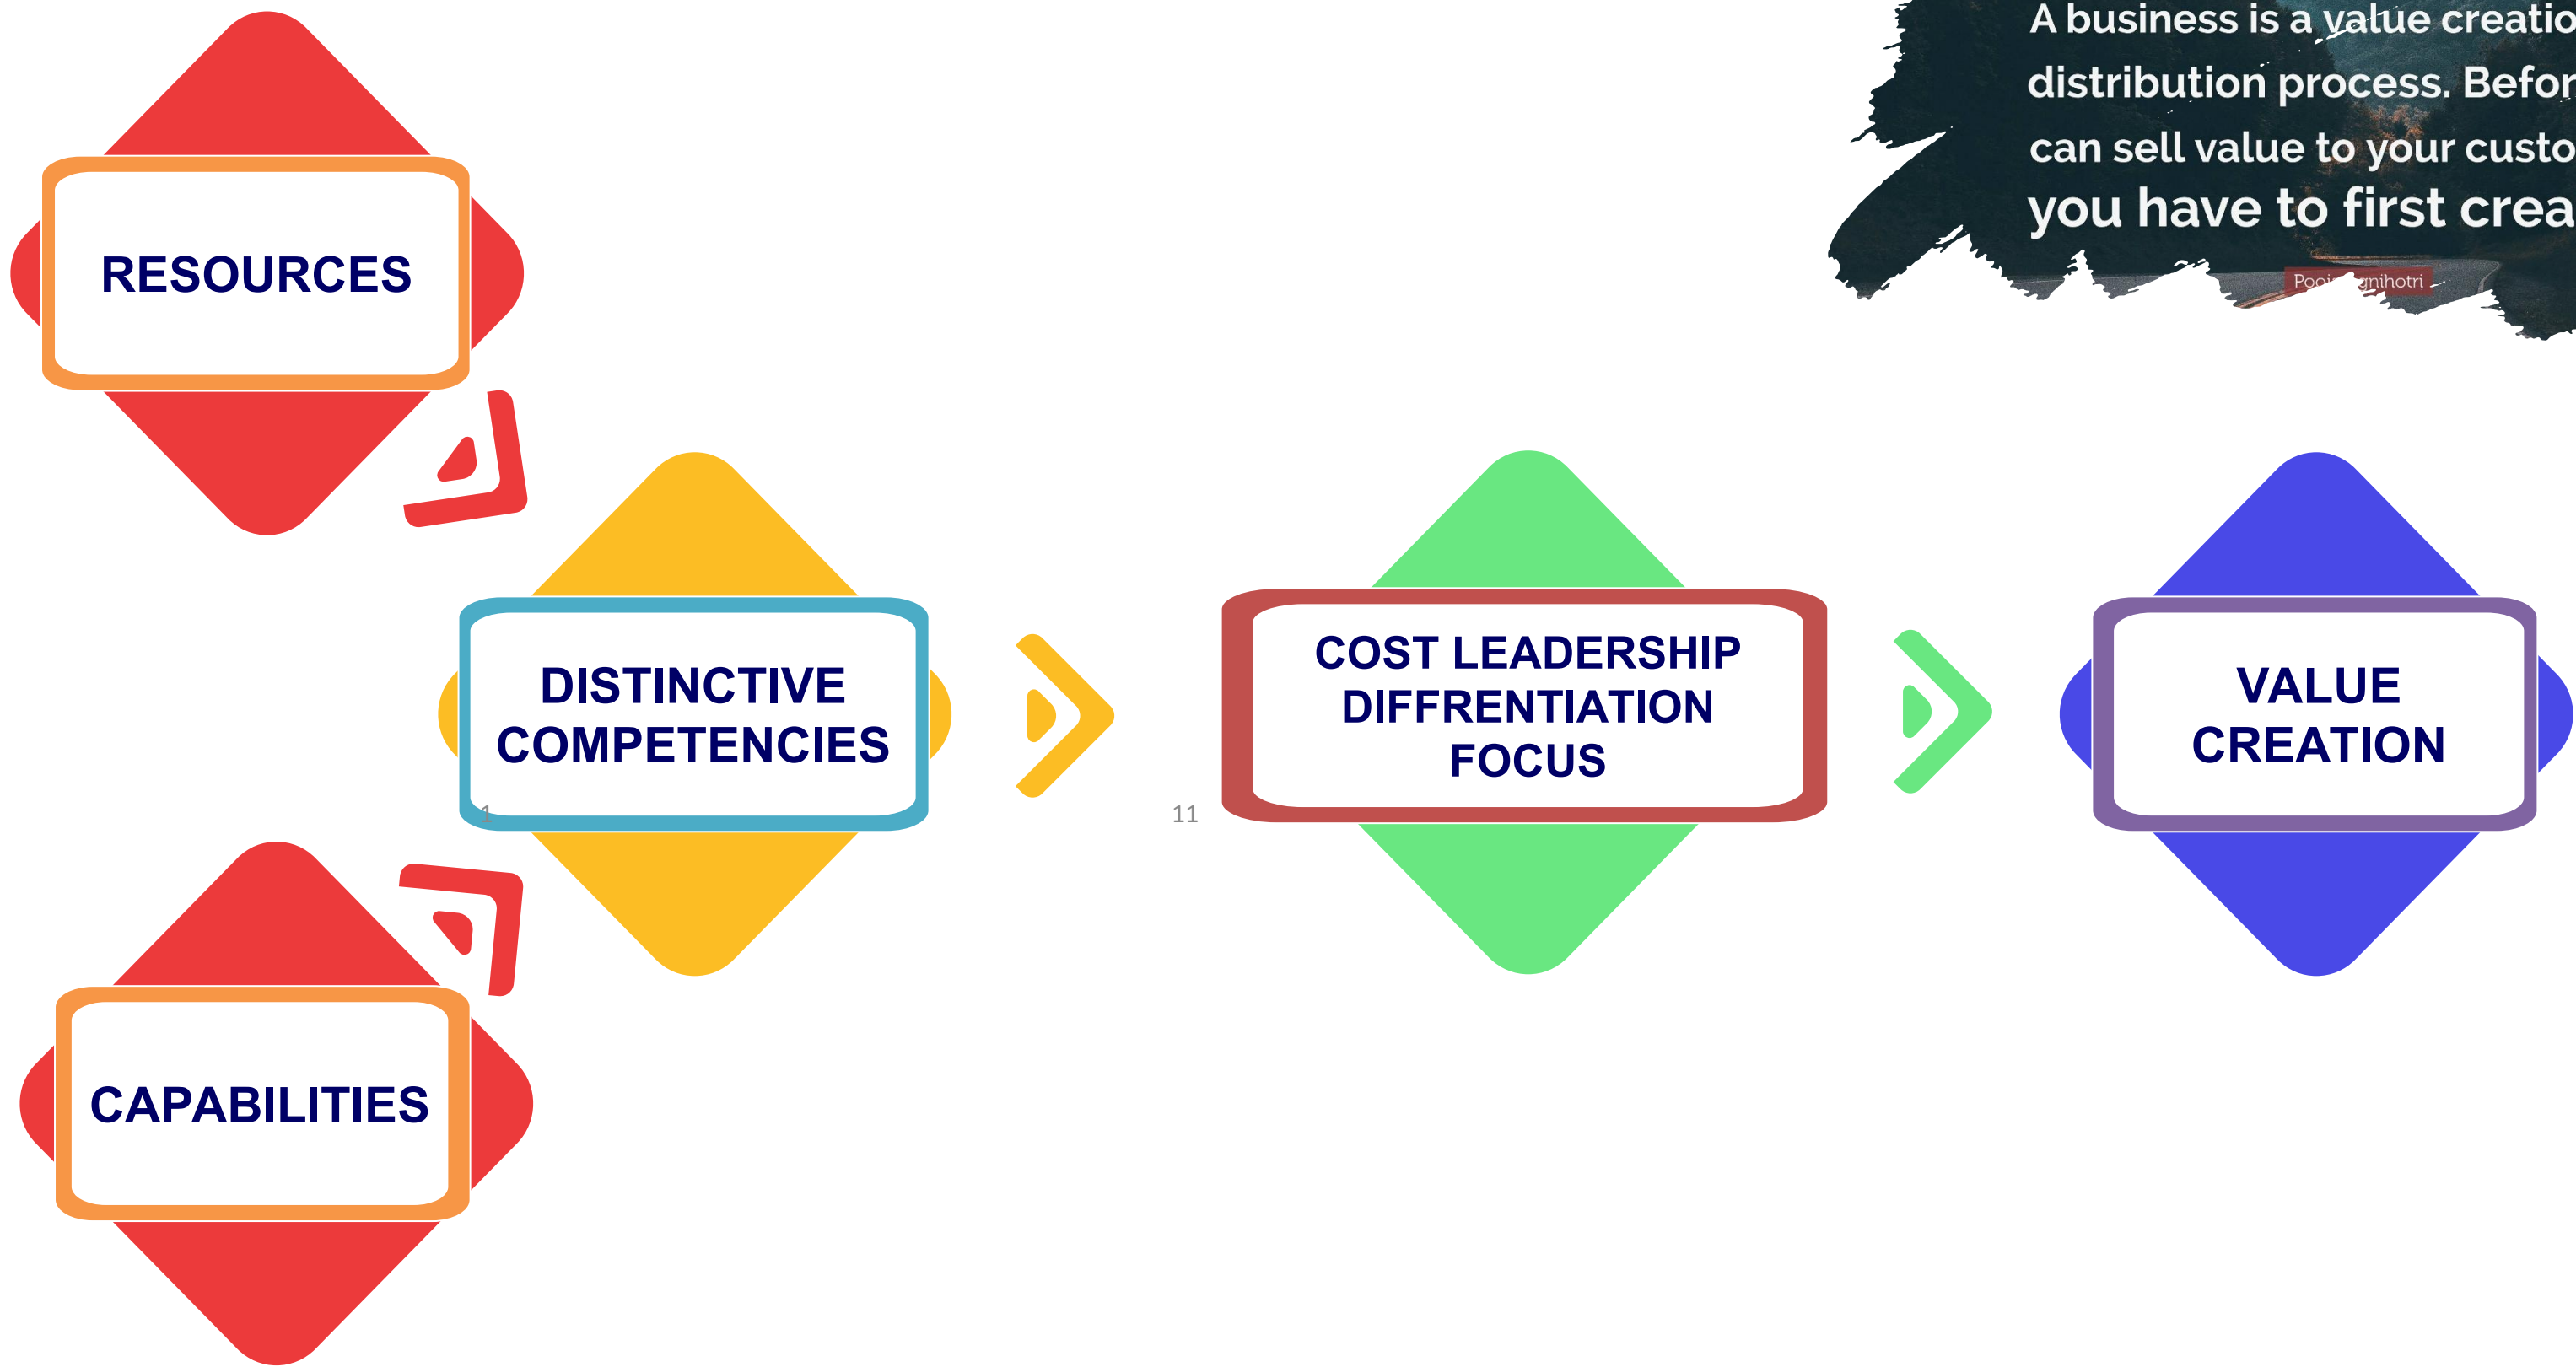 A business is a value creatio
distribution process. Befor
can sell value to your custo
you have to first crea
RESOURCES
DISTINCTIVE
COMPETENCIES
COST LEADERSHIP
DIFFRENTIATION
FOCUS
VALUE
CREATION
1
11
CAPABILITIES